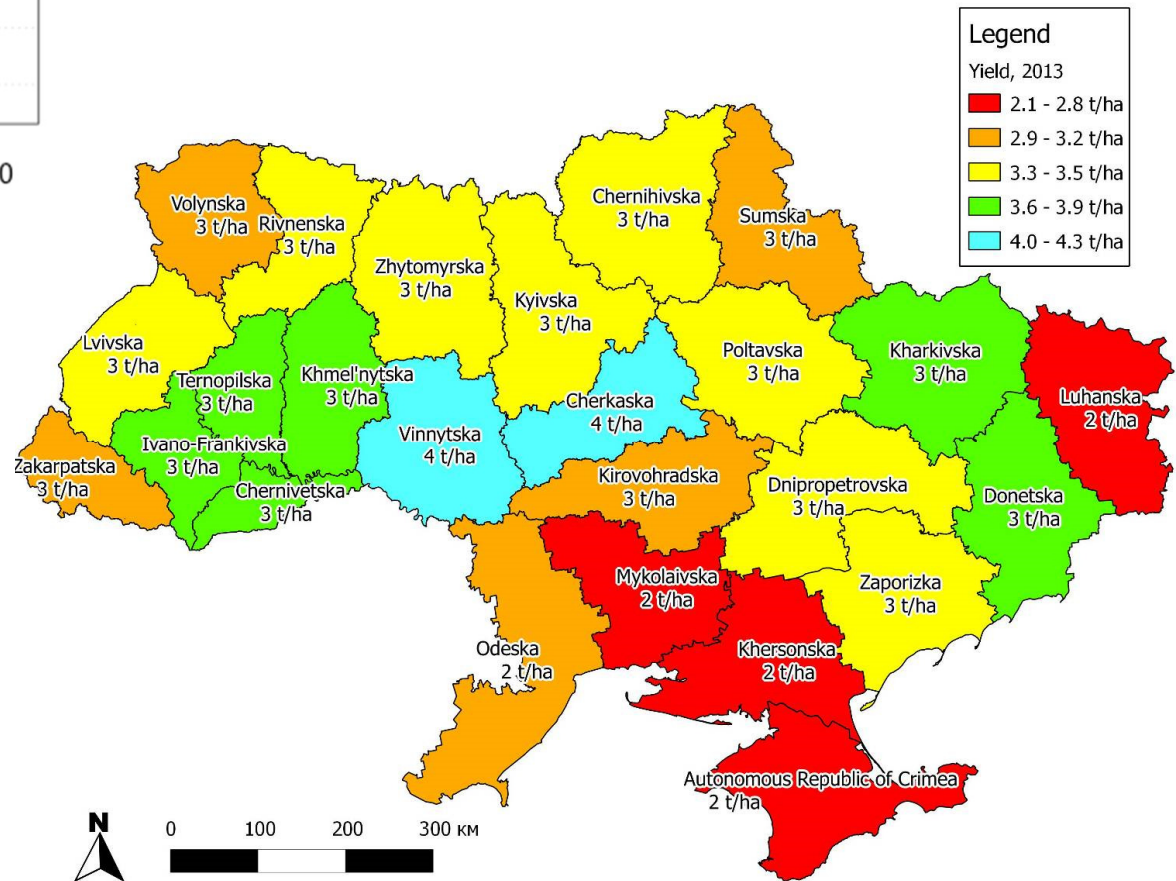 0
Legend
Yield, 2013
2.1 - 2.8 t/ha
2.9 - 3.2 t/ha
3.3 - 3.5 t/ha
3.6 - 3.9 t/ha
4.0 - 4.3 t/ha
Volynska
3 t/ha
Rivnenska
3 t/ha
Zhytomyrska
3 t/ha
Kyivska
3 t/ha
Chernihivska
3 t/ha
Sumska
3 t/ha
Lvivska
3 t/ha
Ternopilska
3 t/ha
Khmel'nytska
3 t/ha
Vinnytska
4 t/ha
Cherkaska
4 t/ha
Poltavska
3 t/ha
Kharkivska
3 t/ha
Luhanska
2 t/ha
Zakarpatska
3 t/ha
Ivano-Frankivska
3 t/ha
Chernivetska
3 t/ha
Kirovohradska
3 t/ha
Dnipropetrovska
3 t/ha
Donetska
3 t/ha
Mykolaivska
2 t/ha
Zaporizka
3 t/ha
Odeska
2 t/ha
Khersonska
2 t/ha
Autonomous Republic of Crimea
2 t/ha
N
0 100 200 300 км